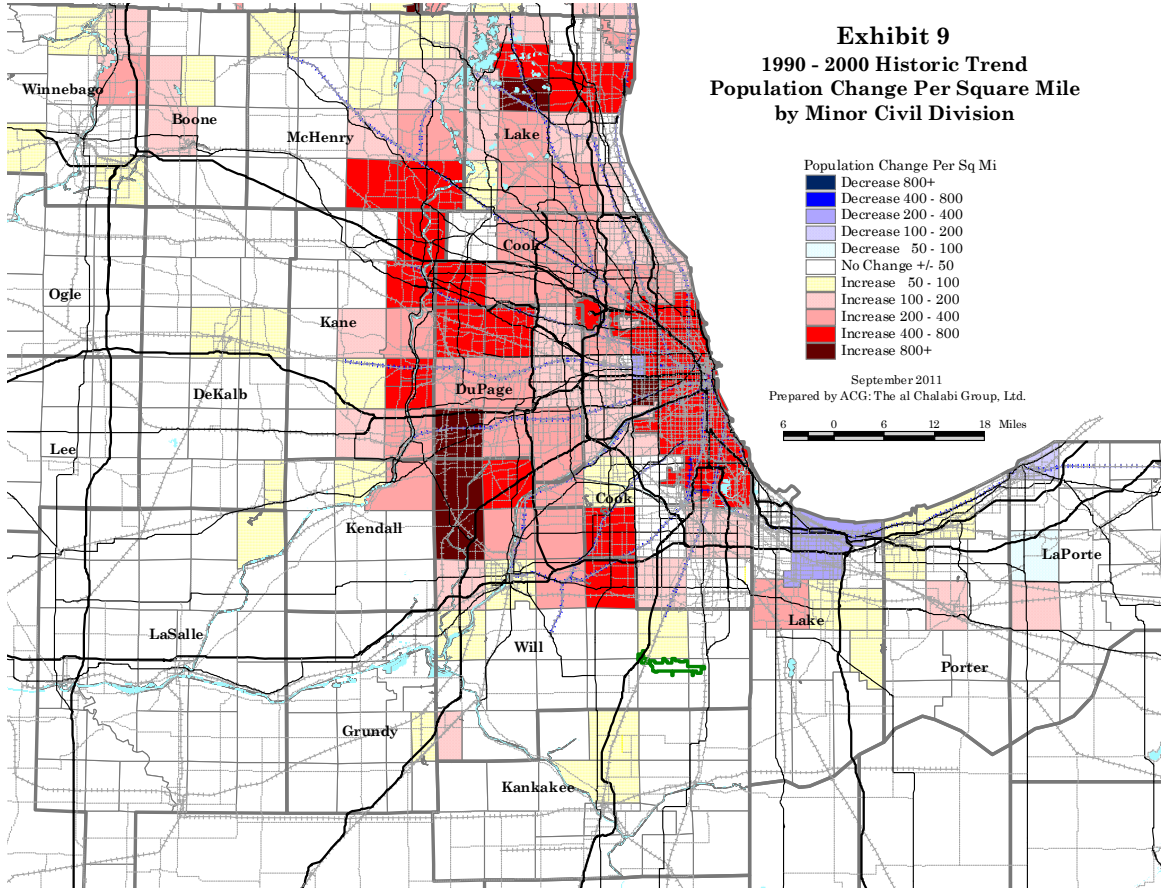 Exhibit 9
1990 - 2000 Historic Trend
Population Change Per Square Mile
by Minor Civil Division
Population Change Per Sq Mi
Decrease 800+
Decrease 400 - 800
Decrease 200 - 400
Decrease 100 - 200
Decrease 50 - 100
No Change +/- 50
Increase 50 - 100
Increase 100 - 200
Increase 200 - 400
Increase 400 - 800
Increase 800+
September 2011
Prepared by ACG: The al Chalabi Group, Ltd.
6 0 6 12 18 Miles
Winnebago
Boone
McHenry
Lake
Cook
Ogle
Kane
DeKalb
DuPage
Lee
Cook
Kendall
LaPorte
LaSalle
Lake
Will
Porter
Grundy
Kankakee